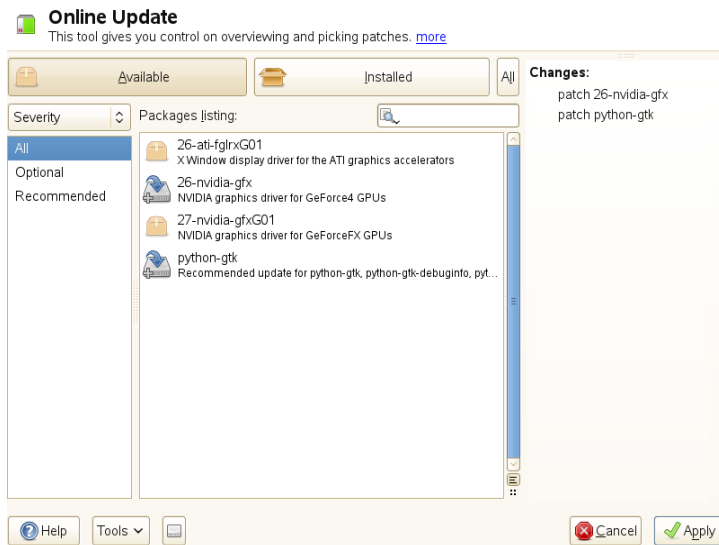 Online Update
This tool gives you control on overviewing and picking patches. more
Available
Installed
All
Severity
Packages listing:
All
Optional
Recommended
26-ati-fglrxG01
X Window display driver for the ATI graphics accelerators
26-nvidia-gfx
NVIDIA graphics driver for GeForce4 GPUs
27-nvidia-gfxG01
NVIDIA graphics driver for GeForceFX GPUs
python-gtk
Recommended update for python-gtk, python-gtk-debuginfo, pyt...
Changes:
patch 26-nvidia-gfx
patch python-gtk
Help
Tools
Cancel
Apply